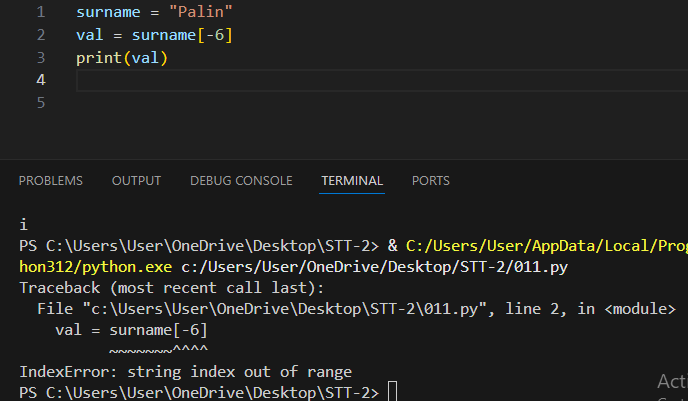 1 surname = "Palin"
2 val = surname[-6]
3 print(val)
4
5
PROBLEMS OUTPUT DEBUG CONSOLE TERMINAL PORTS
i
PS C:\Users\User\OneDrive\Desktop\STT-2> & C:/Users/User/AppData/Local/Prog
hon312/python.exe c:/Users/User/OneDrive/Desktop/STT-2/011.py
Traceback (most recent call last):
  File "c:\Users\User\OneDrive\Desktop\STT-2\011.py", line 2, in <module>
    val = surname[-6]
          ~~~~~~~^^^^
IndexError: string index out of range
PS C:\Users\User\OneDrive\Desktop\STT-2>
Acti